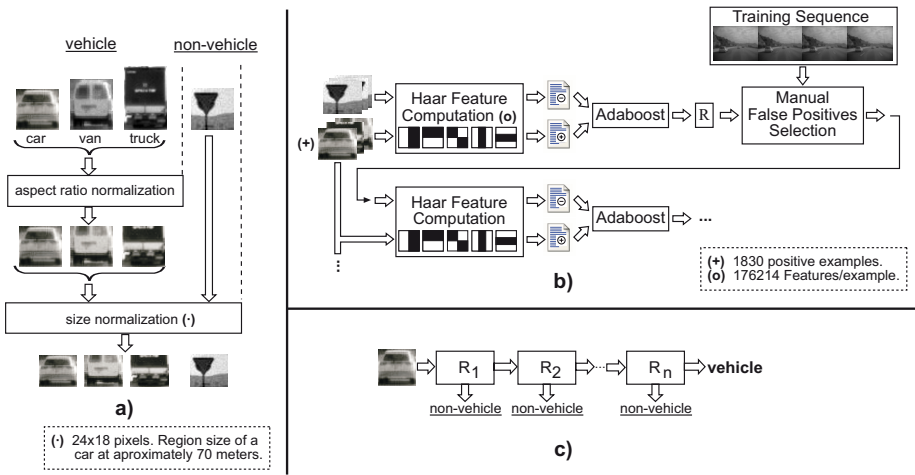 vehicle
non-vehicle
car
van
truck
aspect ratio normalization
size normalization (·)
a)
(·) 24x18 pixels. Region size of a
car at aproximately 70 meters.
Training Sequence
Haar Feature
Computation (o)
(+)
Adaboost
R
Manual
False Positives
Selection
Haar Feature
Computation
Adaboost
...
b)
(+) 1830 positive examples.
(o) 176214 Features/example.
R1
R2
Rn
vehicle
non-vehicle
non-vehicle
non-vehicle
c)